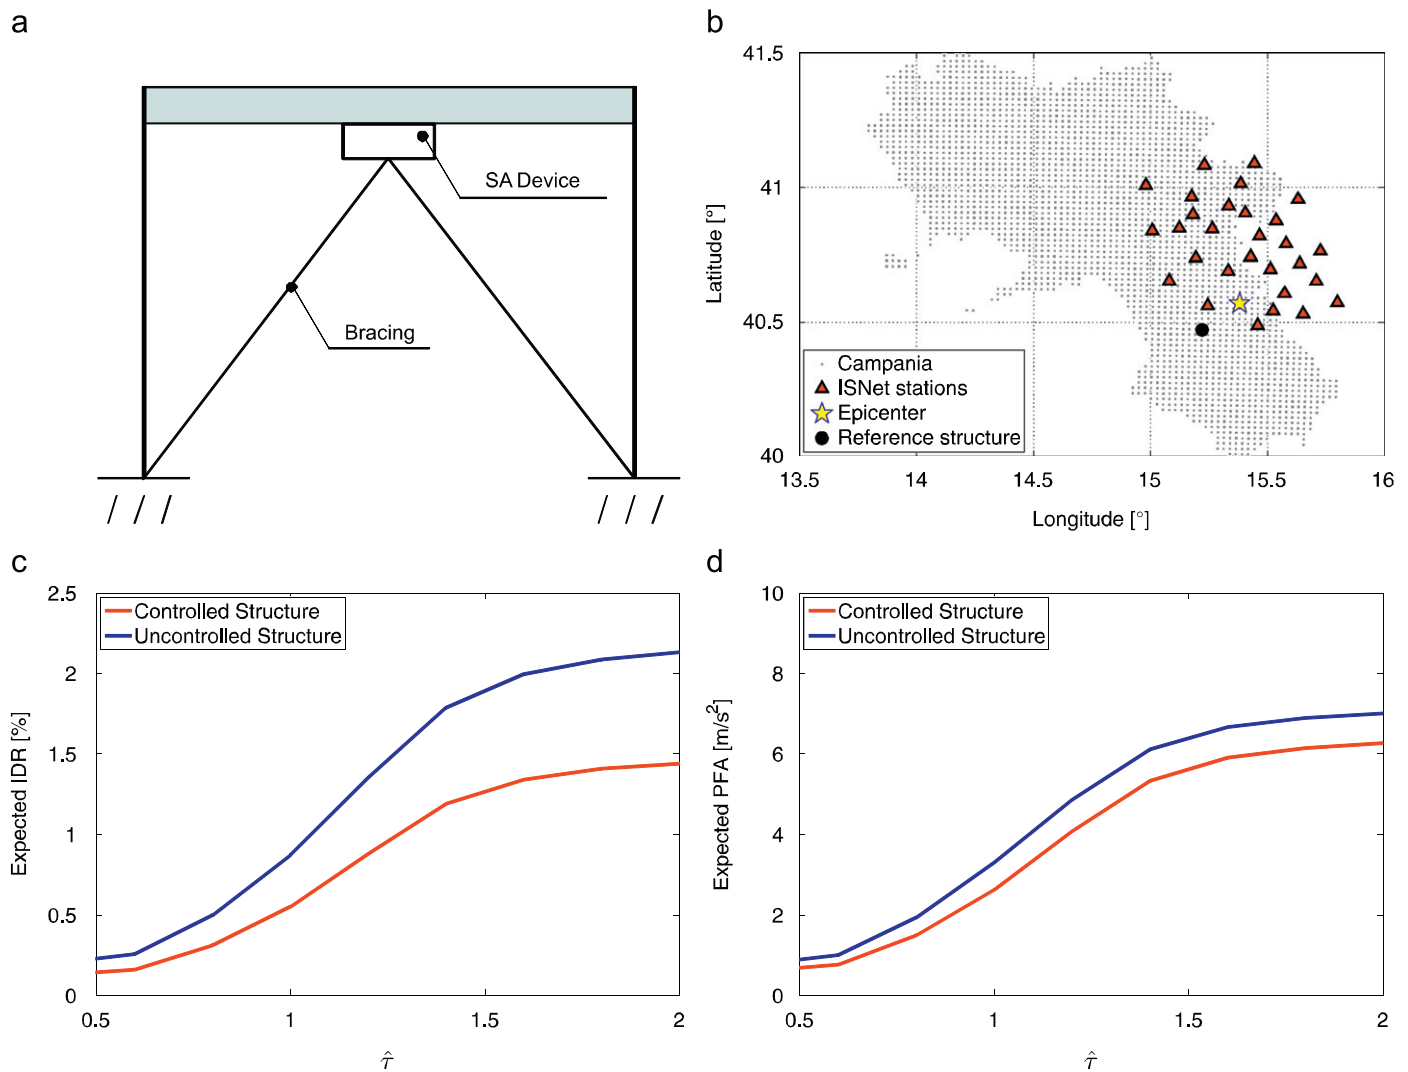 a
SA Device
Bracing
b
41.5
41
40.5
40
Latitude [°]
Campania
ISNet stations
Epicenter
Reference structure
13.5 14 14.5 15 15.5 16
Longitude [°]
c
2.5
2
1.5
1
0.5
0
Expected IDR [%]
Controlled Structure
Uncontrolled Structure
0.5 1 1.5 2
τ̂
d
10
8
6
4
2
0
Expected PFA [m/s²]
Controlled Structure
Uncontrolled Structure
0.5 1 1.5 2
τ̂